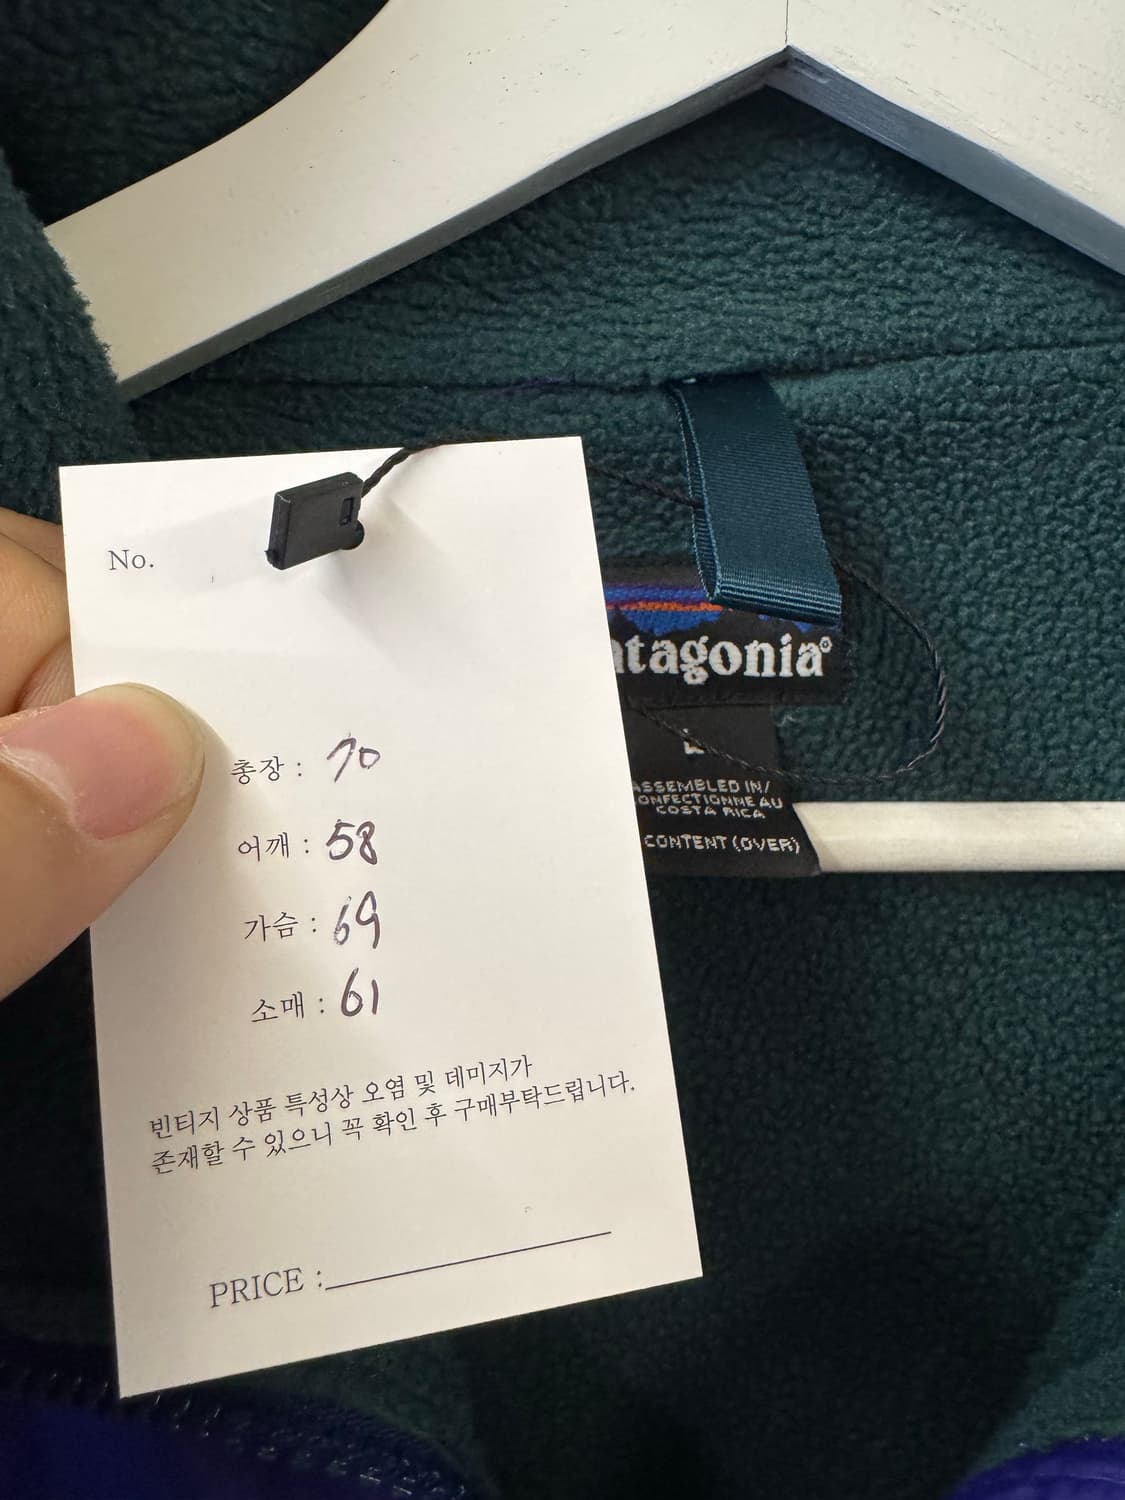 No.
총장 : 70
어깨 : 58
가슴 : 69
소매 : 61
빈티지 상품 특성상 오염 및 데미지가
존재할 수 있으니 꼭 확인 후 구매부탁드립니다.
PRICE :
atagonia®
L
ASSEMBLED IN/
CONFECTIONNE AU
COSTA RICA
CONTENT (OVER)